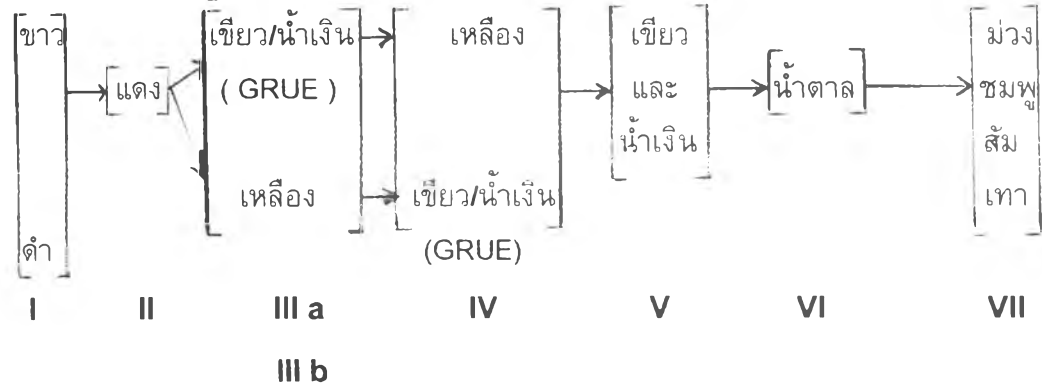 ขาว เขียว/น้ำเงิน เหลือง เขียว ม่วง
แดง ( GRUE ) และ น้ำตาล ชมพู
น้ำเงิน ส้ม
เหลือง เขียว/น้ำเงิน เทา
ดำ (GRUE)
I II III a IV V VI VII
III b